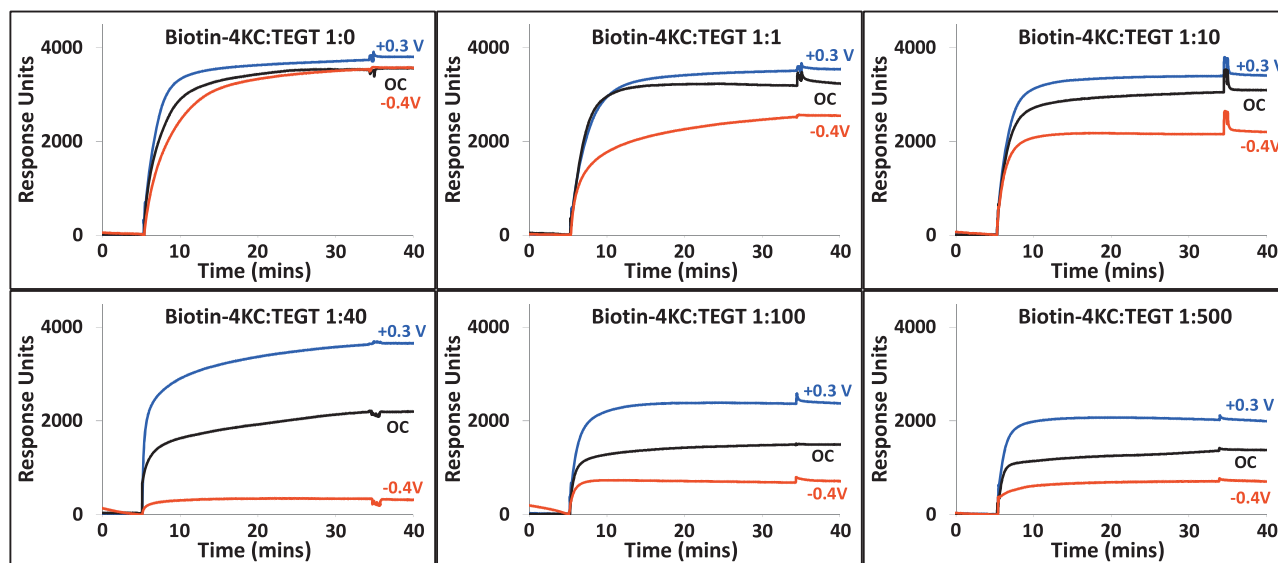 Biotin-4KC:TEGT 1:0
Response Units
4000
2000
0
+0.3 V
OC
-0.4V
0 10 20 30 40
Time (mins)
Biotin-4KC:TEGT 1:1
Response Units
4000
2000
0
+0.3 V
OC
-0.4V
0 10 20 30 40
Time (mins)
Biotin-4KC:TEGT 1:10
Response Units
4000
2000
0
+0.3 V
OC
-0.4V
0 10 20 30 40
Time (mins)
Biotin-4KC:TEGT 1:40
Response Units
4000
2000
0
+0.3 V
OC
-0.4V
0 10 20 30 40
Time (mins)
Biotin-4KC:TEGT 1:100
Response Units
4000
2000
0
+0.3 V
OC
-0.4V
0 10 20 30 40
Time (mins)
Biotin-4KC:TEGT 1:500
Response Units
4000
2000
0
+0.3 V
OC
-0.4V
0 10 20 30 40
Time (mins)